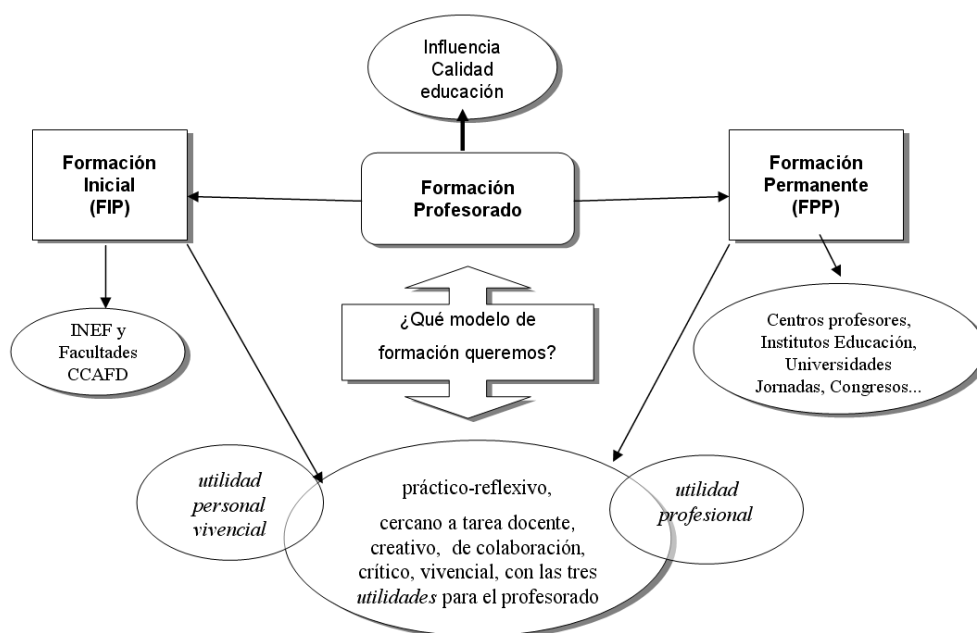 Influencia
Calidad
educación
Formación
Inicial
(FIP)
Formación
Profesorado
Formación
Permanente
(FPP)
¿Qué modelo de
formación queremos?
INEF y
Facultades
CCAFD
Centros profesores,
Institutos Educación,
Universidades
Jornadas, Congresos...
utilidad
personal
vivencial
práctico-reflexivo,
cercano a tarea docente,
creativo, de colaboración,
crítico, vivencial, con las tres
utilidades para el profesorado
utilidad
profesional